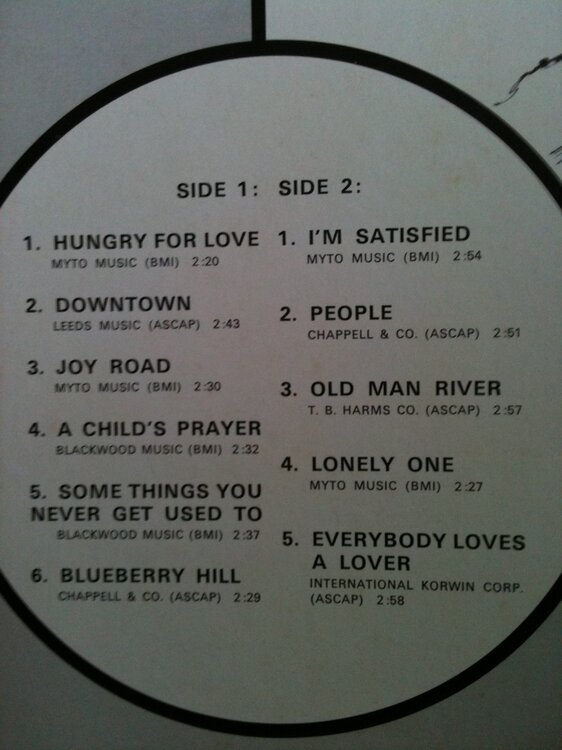 SIDE 1:
1. HUNGRY FOR LOVE
MYTO MUSIC (BMI) 2:20
2. DOWNTOWN
LEEDS MUSIC (ASCAP) 2:43
3. JOY ROAD
MYTO MUSIC (BMI) 2:30
4. A CHILD'S PRAYER
BLACKWOOD MUSIC (BMI) 2:32
5. SOME THINGS YOU
NEVER GET USED TO
BLACKWOOD MUSIC (BMI) 2:37
6. BLUEBERRY HILL
CHAPPELL & CO. (ASCAP) 2:29
SIDE 2:
1. I'M SATISFIED
MYTO MUSIC (BMI) 2:54
2. PEOPLE
CHAPPELL & CO. (ASCAP) 2:51
3. OLD MAN RIVER
T. B. HARMS CO. (ASCAP) 2:57
4. LONELY ONE
MYTO MUSIC (BMI) 2:27
5. EVERYBODY LOVES
A LOVER
INTERNATIONAL KORWIN CORP.
(ASCAP) 2:58